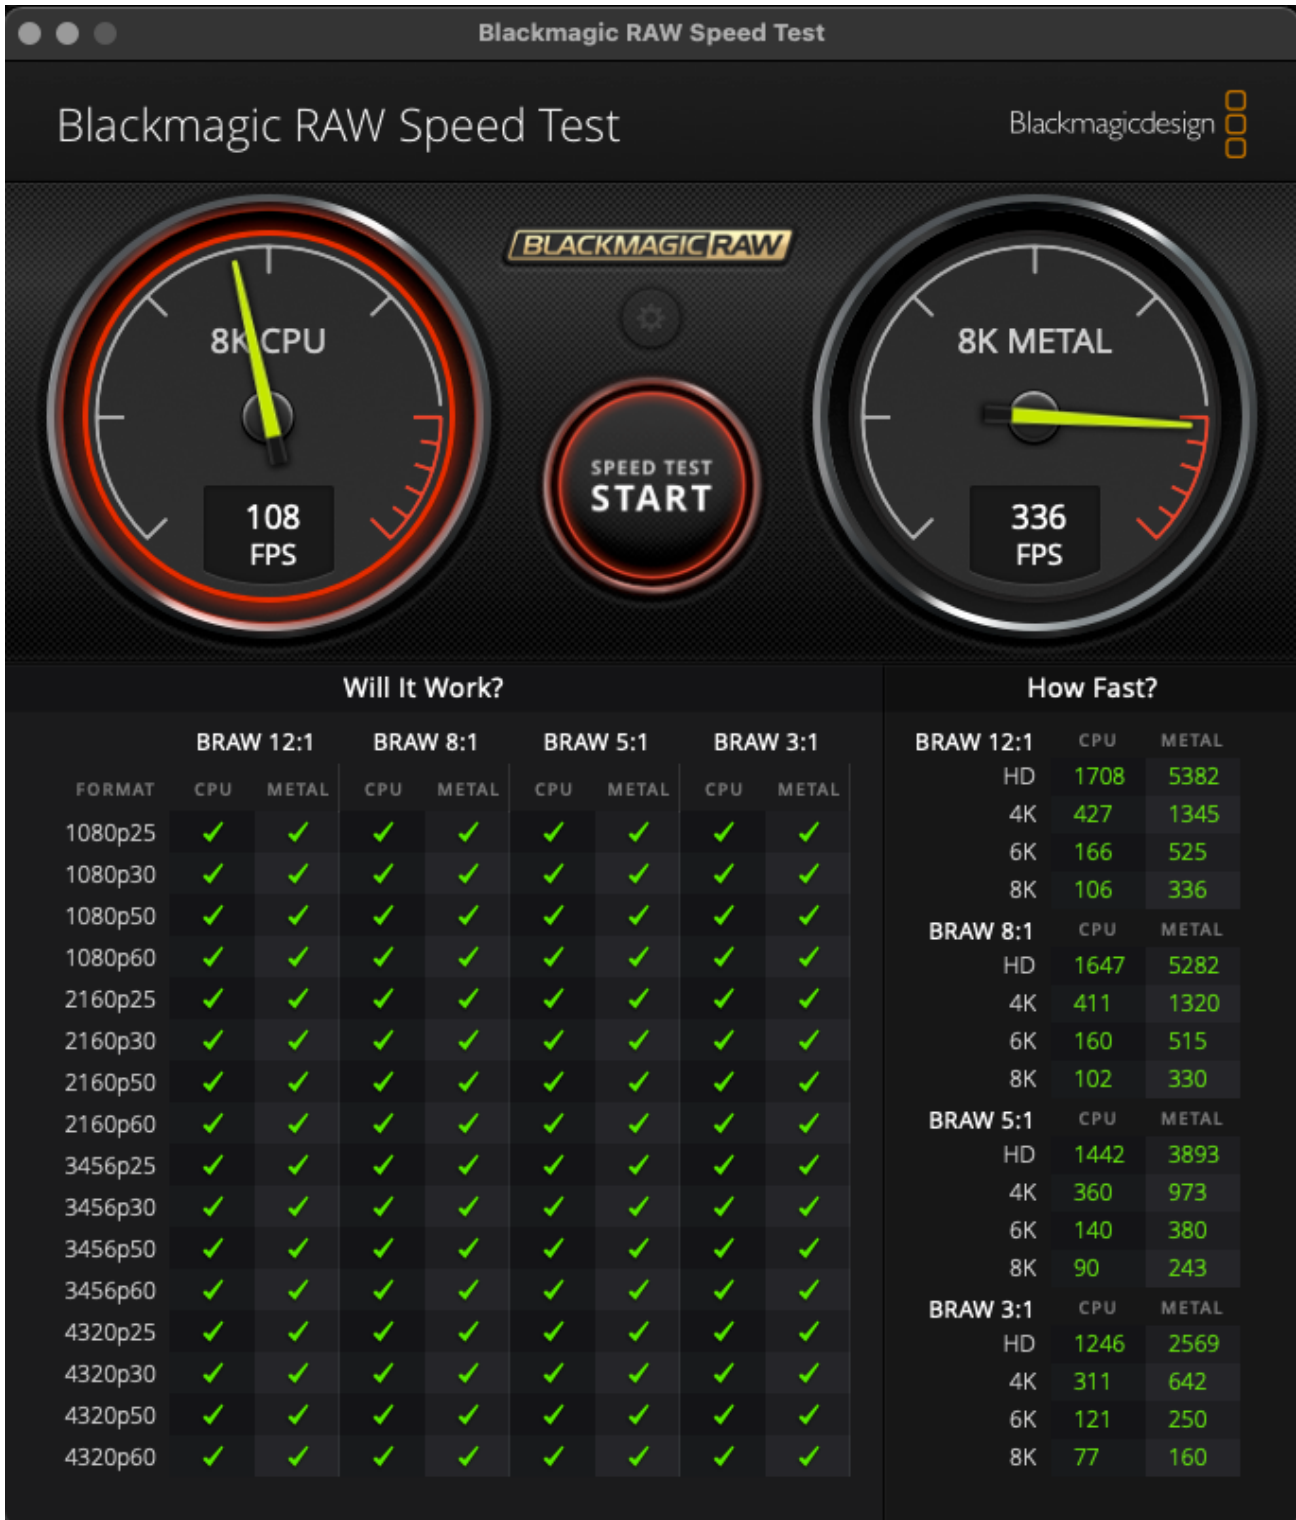 Blackmagic RAW Speed Test
Blackmagic RAW Speed Test
Blackmagicdesign
BLACKMAGIC RAW
8K CPU
108
FPS
SPEED TEST
START
8K METAL
336
FPS
Will It Work?
BRAW 12:1 BRAW 8:1 BRAW 5:1 BRAW 3:1
FORMAT CPU METAL CPU METAL CPU METAL CPU METAL
1080p25
1080p30
1080p50
1080p60
2160p25
2160p30
2160p50
2160p60
3456p25
3456p30
3456p50
3456p60
4320p25
4320p30
4320p50
4320p60
How Fast?
BRAW 12:1 CPU METAL
HD 1708 5382
4K 427 1345
6K 166 525
8K 106 336
BRAW 8:1 CPU METAL
HD 1647 5282
4K 411 1320
6K 160 515
8K 102 330
BRAW 5:1 CPU METAL
HD 1442 3893
4K 360 973
6K 140 380
8K 90 243
BRAW 3:1 CPU METAL
HD 1246 2569
4K 311 642
6K 121 250
8K 77 160